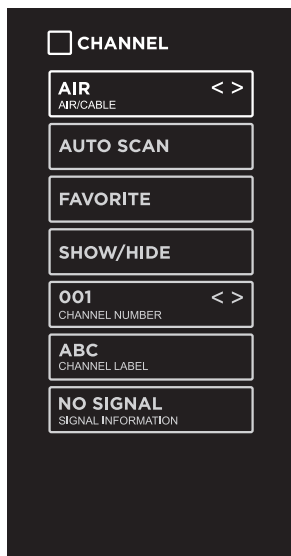 CHANNEL
AIR < >
AIR/CABLE
AUTO SCAN
FAVORITE
SHOW/HIDE
001 < >
CHANNEL NUMBER
ABC
CHANNEL LABEL
NO SIGNAL
SIGNAL INFORMATION